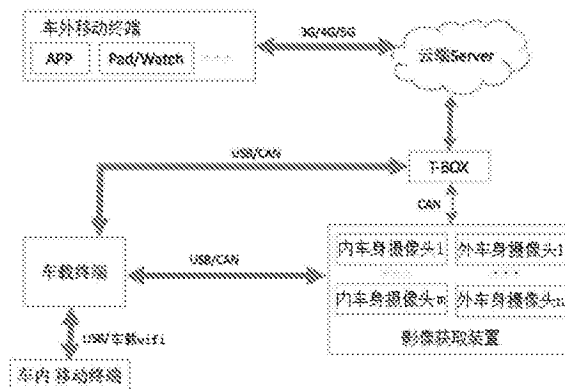 车外移动终端
3G/4G/5G
APP
Pad/Watch
云端Server
USB/CAN
T-BOX
CAN
内车身摄像头1
外车身摄像头1
车载终端
USB/CAN
内车身摄像头m
外车身摄像头n
影像获取装置
USB/车载wifi
车内 移动终端